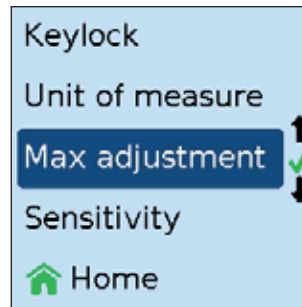 Keylock
Unit of measure
Max adjustment
Sensitivity
Home